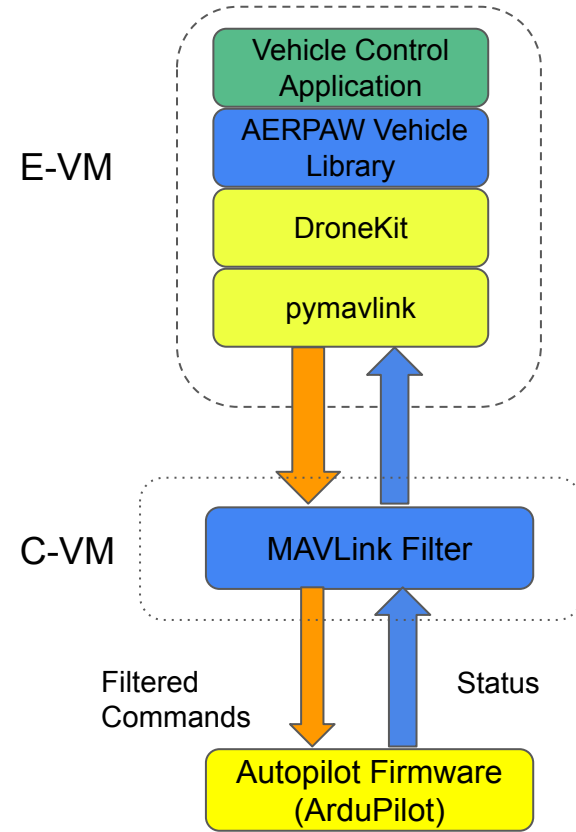 Vehicle Control
Application
E-VM
AERPAW Vehicle
Library
DroneKit
pymavlink
C-VM
MAVLink Filter
Filtered
Commands
Status
Autopilot Firmware
(ArduPilot)